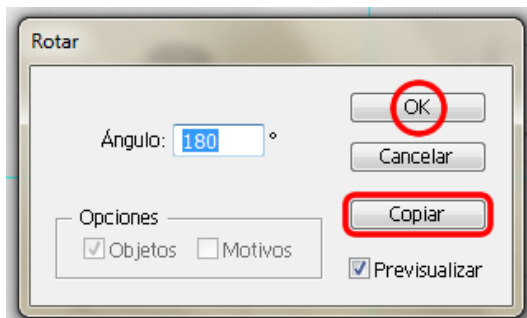 Rotar
Ángulo: 180 °
OK
Cancelar
Opciones
Objetos Motivos
Copiar
Previsualizar